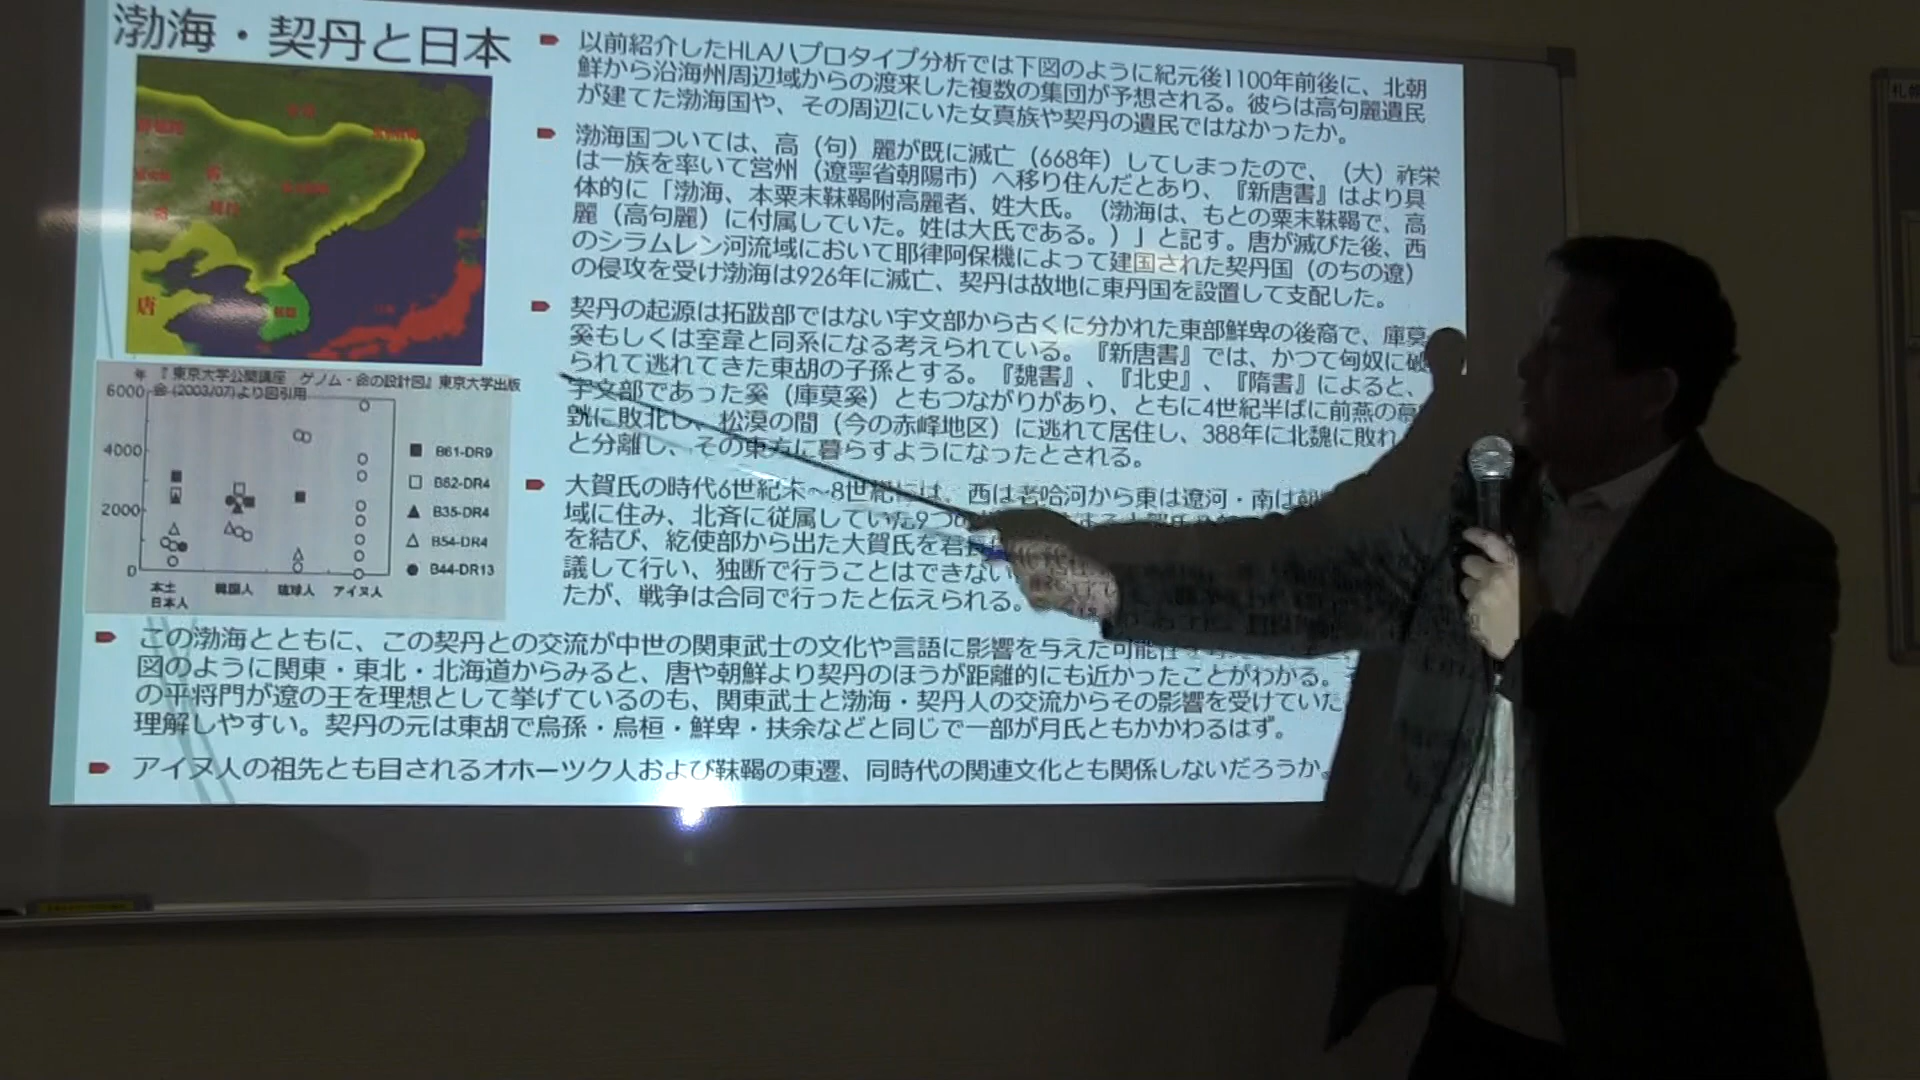 渤海・契丹と日本
以前紹介したHLAハプロタイプ分析では下図のように紀元後1100年前後に、北朝
鮮から沿海州周辺域からの渡来した複数の集団が予想される。彼らは高句麗遺民
が建てた渤海国や、その周辺にいた女真族や契丹の遺民ではなかったか。
渤海国ついては、高（句）麗が既に滅亡（668年）してしまったので、（大）祚栄
は一族を率いて営州（遼寧省朝陽市）へ移り住んだとあり、『新唐書』はより具
体的に「渤海、本粟末靺鞨附高麗者、姓大氏。（渤海は、もとの粟末靺鞨で、高
麗（高句麗）に付属していた。姓は大氏である。）」と記す。唐が滅びた後、西
のシラムレン河流域において耶律阿保機によって建国された契丹国（のちの遼）
の侵攻を受け渤海は926年に滅亡、契丹は故地に東丹国を設置して支配した。
契丹の起源は拓跋部ではない宇文部から古くに分かれた東部鮮卑の後裔で、庫莫
奚もしくは室韋と同系になる考えられている。『新唐書』では、かつて匈奴に破
られて逃れてきた東胡の子孫とする。『魏書』、『北史』、『隋書』によると、
宇文部であった奚（庫莫奚）ともつながりがあり、ともに4世紀半ばに前燕の慕
皝に敗北し、松漠の間（今の赤峰地区）に逃れて居住し、388年に北魏に敗れ
と分離し、その東方に暮らすようになったとされる。
大賀氏の時代6世紀末～8世紀には、西は老哈河から東は遼河・南は朝
域に住み、北斉に従属していた9つ
を結び、紇使部から出た大賀氏を君長
議して行い、独断で行うことはできない
たが、戦争は合同で行ったと伝えられる。
唐
年 『東京大学公開講座 ゲノム・命の設計図』東京大学出版
会 (2003/07)より図引用
6000
4000
2000
0
本土
日本人
韓国人
琉球人
アイヌ人
B61-DR9
B62-DR4
B35-DR4
B54-DR4
B44-DR13
この渤海とともに、この契丹との交流が中世の関東武士の文化や言語に影響を与えた可能性
図のように関東・東北・北海道からみると、唐や朝鮮より契丹のほうが距離的にも近かったことがわかる。
の平将門が遼の王を理想として挙げているのも、関東武士と渤海・契丹人の交流からその影響を受けていた
理解しやすい。契丹の元は東胡で烏孫・烏桓・鮮卑・扶余などと同じで一部が月氏ともかかわるはず。
アイヌ人の祖先とも目されるオホーツク人および靺鞨の東遷、同時代の関連文化とも関係しないだろうか。